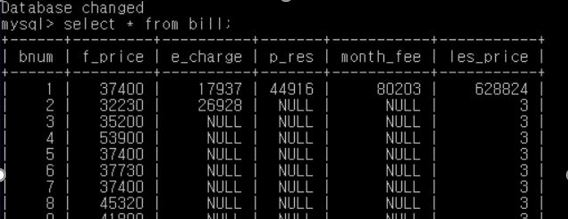 Database changed
mysql> select * from bill;
+------+---------+----------+-------+-----------+-----------+
| bnum | f_price | e_charge | p_res | month_fee | les_price |
+------+---------+----------+-------+-----------+-----------+
| 1 | 37400 | 17937 | 44916 | 80203 | 628824 |
| 2 | 32230 | 26928 | NULL | NULL | 3 |
| 3 | 35200 | NULL | NULL | NULL | 3 |
| 4 | 53900 | NULL | NULL | NULL | 3 |
| 5 | 37400 | NULL | NULL | NULL | 3 |
| 6 | 37730 | NULL | NULL | NULL | 3 |
| 7 | 37400 | NULL | NULL | NULL | 3 |
| 8 | 45320 | NULL | NULL | NULL | 3 |